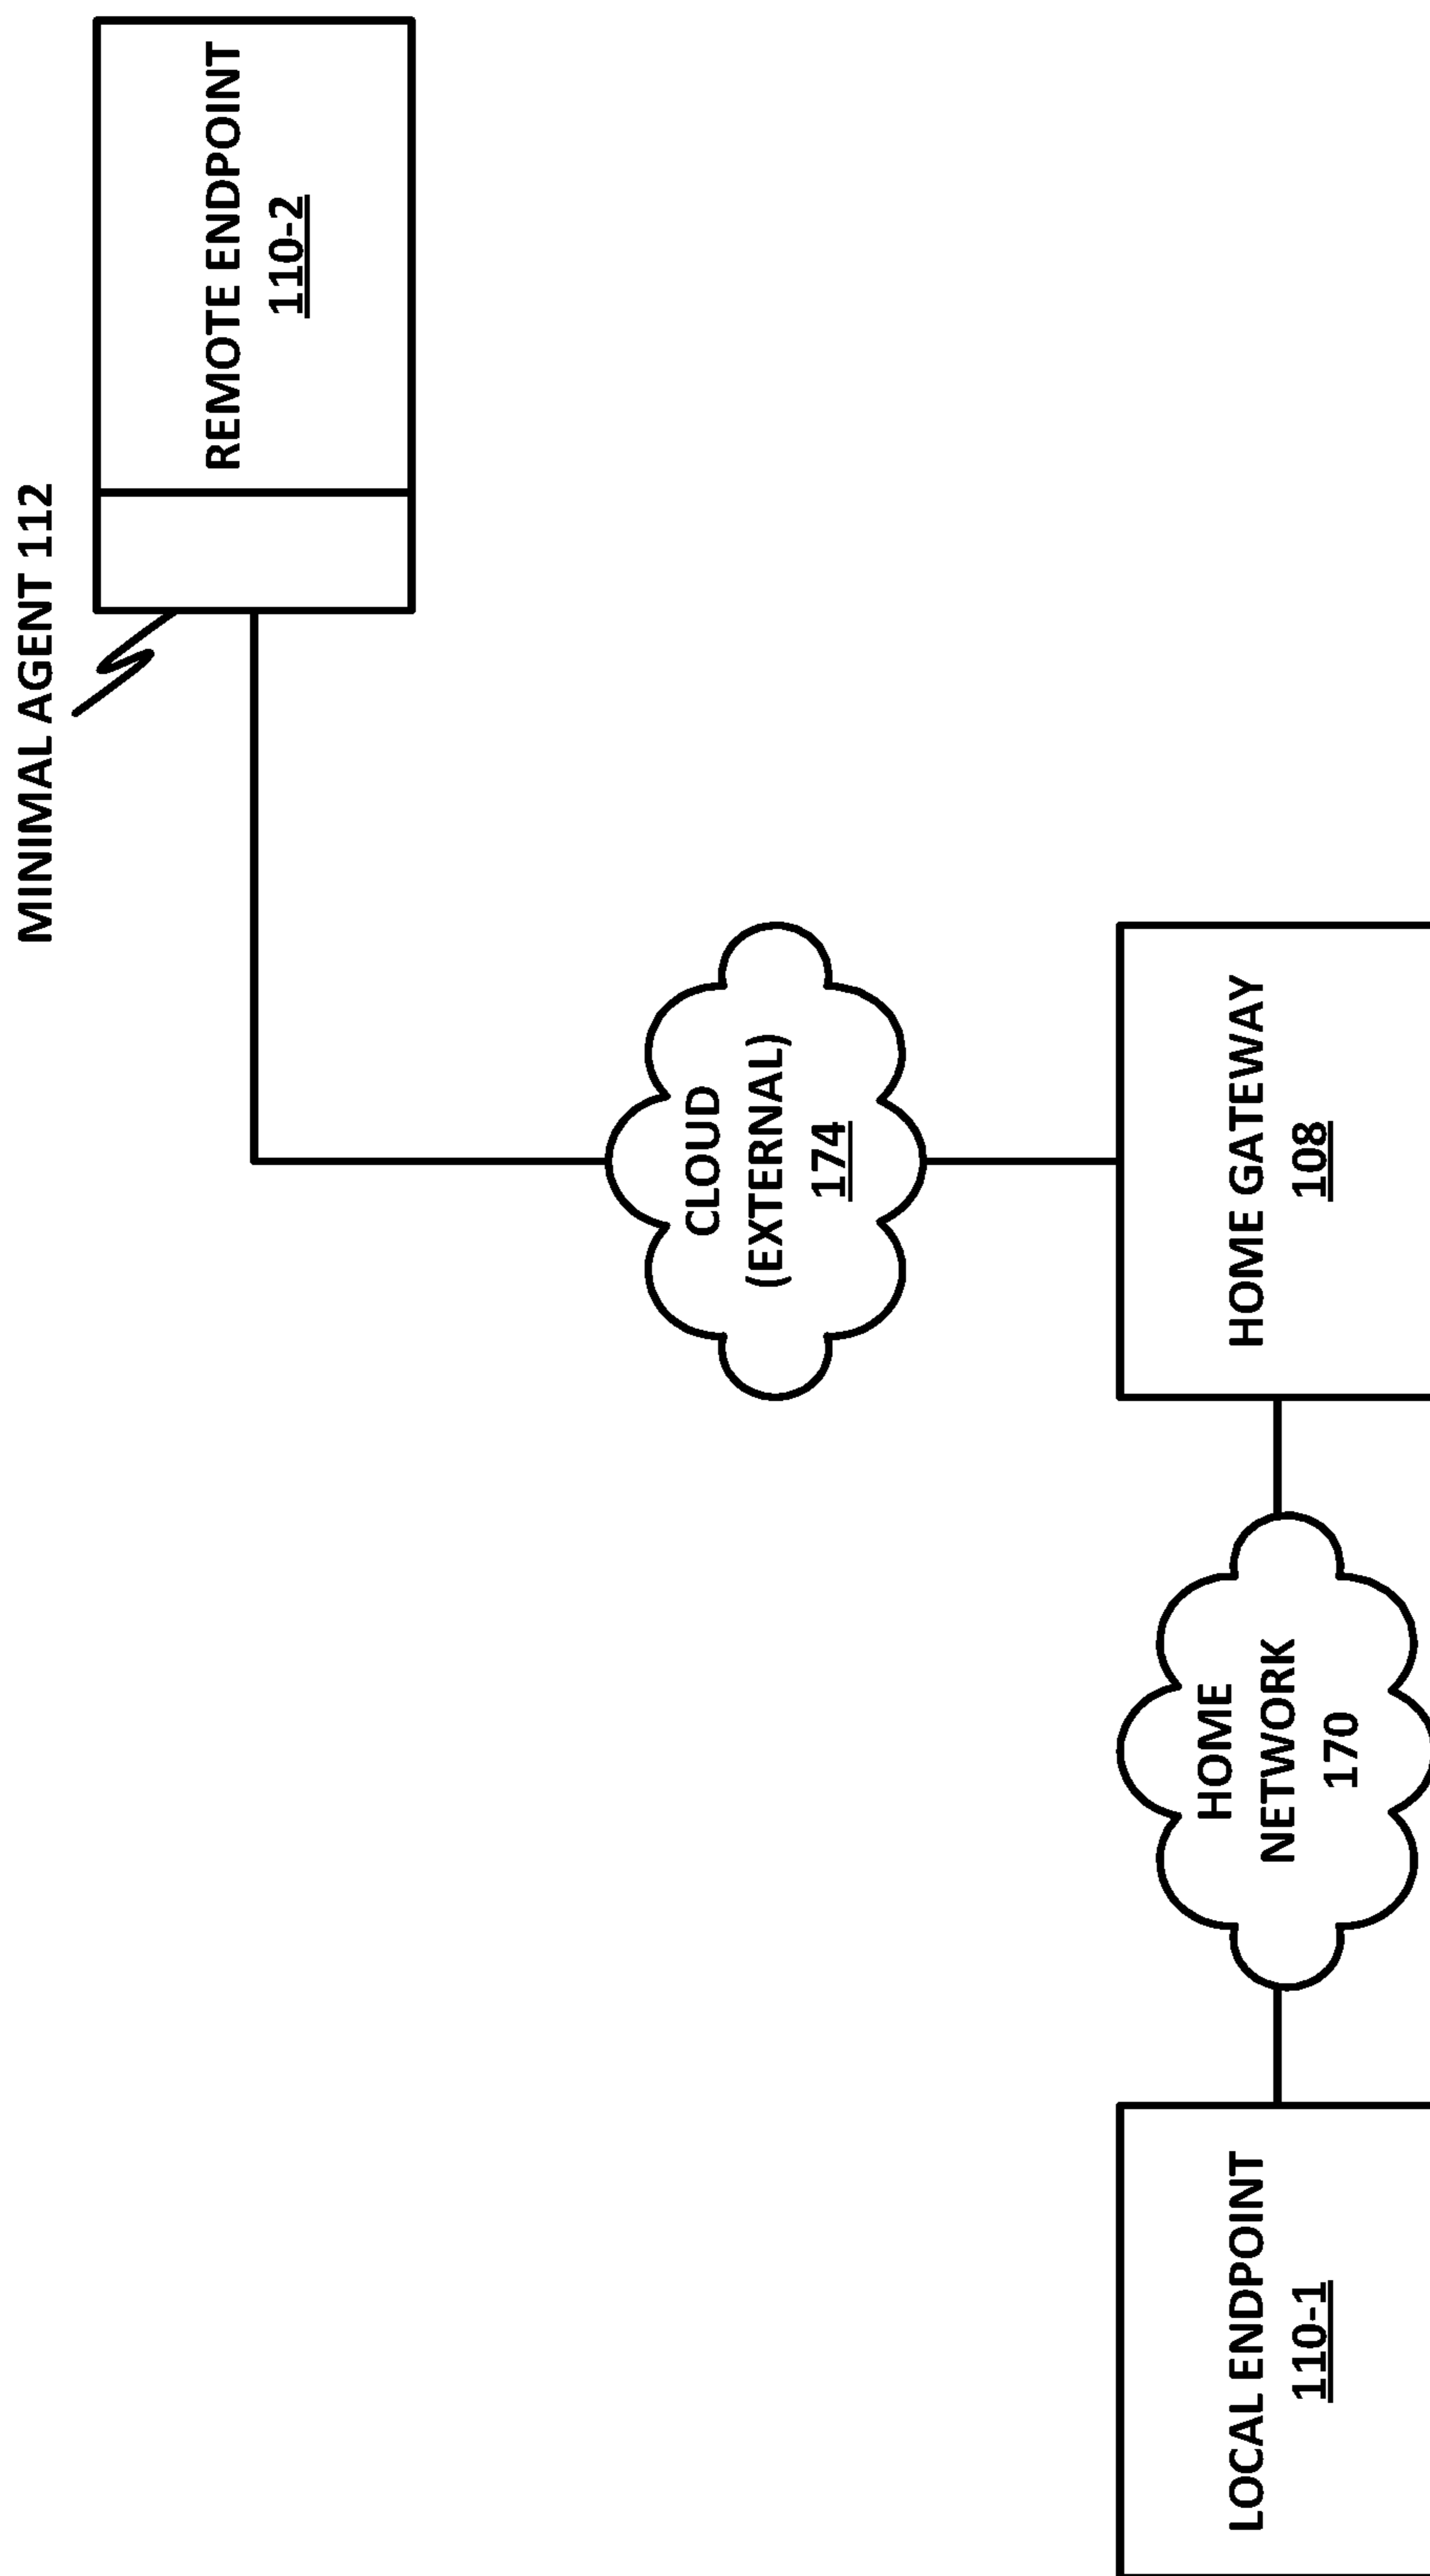 MINIMAL AGENT 112
REMOTE ENDPOINT
110-2
CLOUD
(EXTERNAL)
174
LOCAL ENDPOINT
110-1
HOME
NETWORK
170
HOME GATEWAY
108